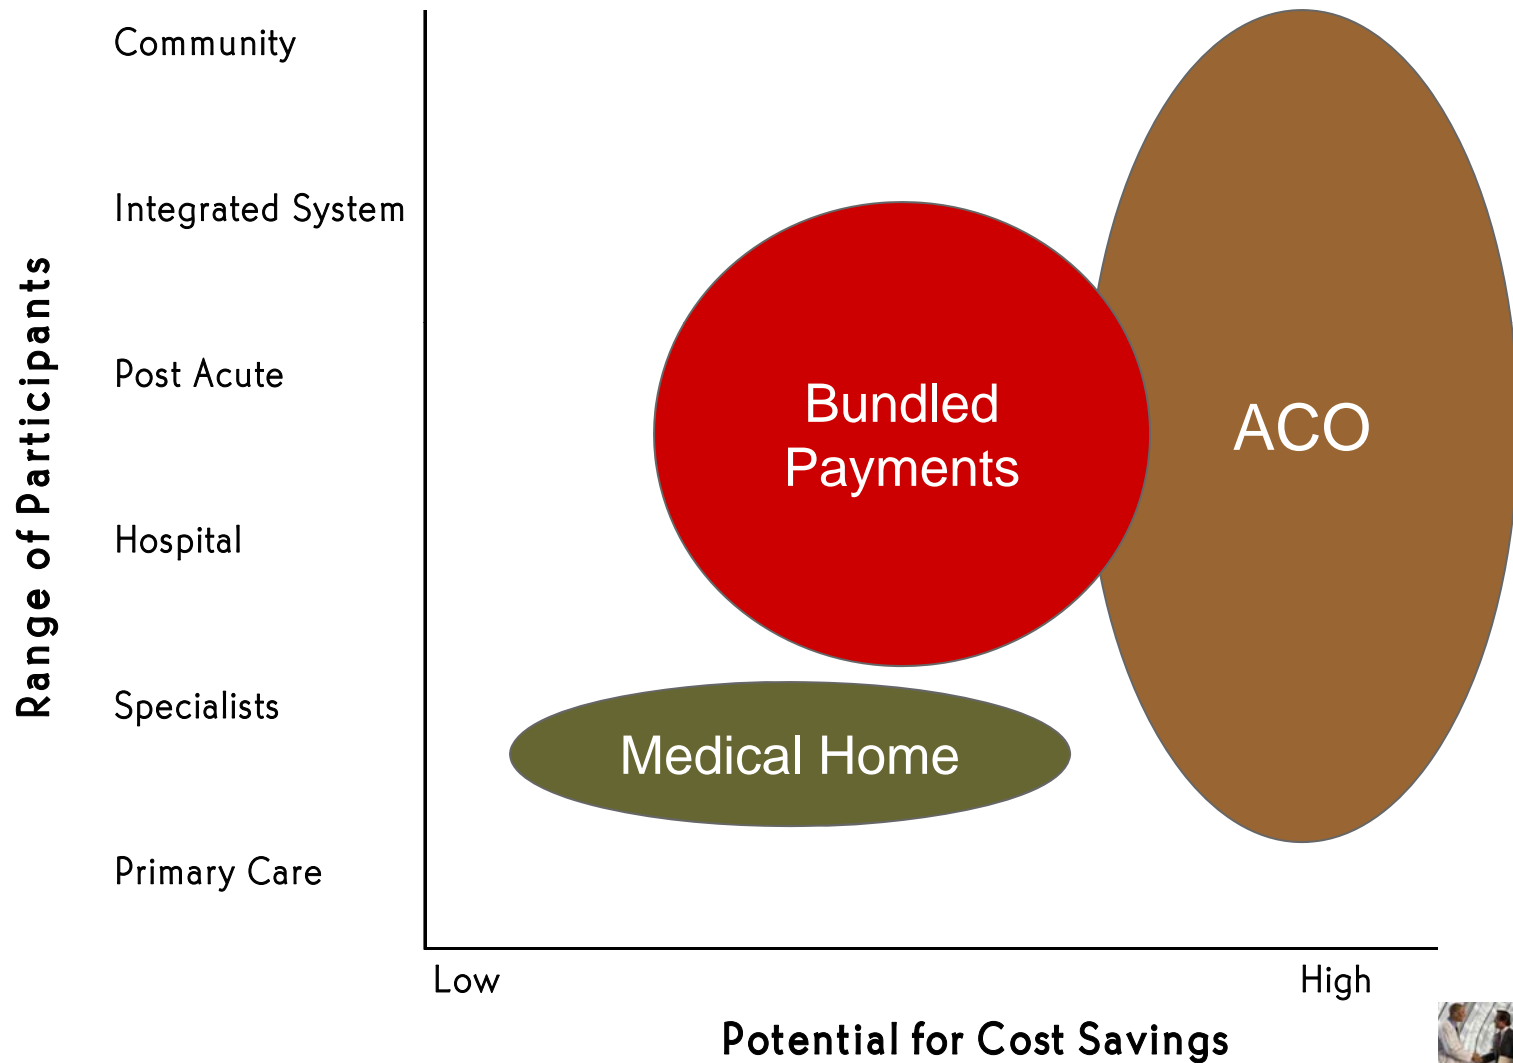 Community
Integrated System
Post Acute
Hospital
Specialists
Primary Care
Range of Participants
Bundled
Payments
ACO
Medical Home
Low
High
Potential for Cost Savings